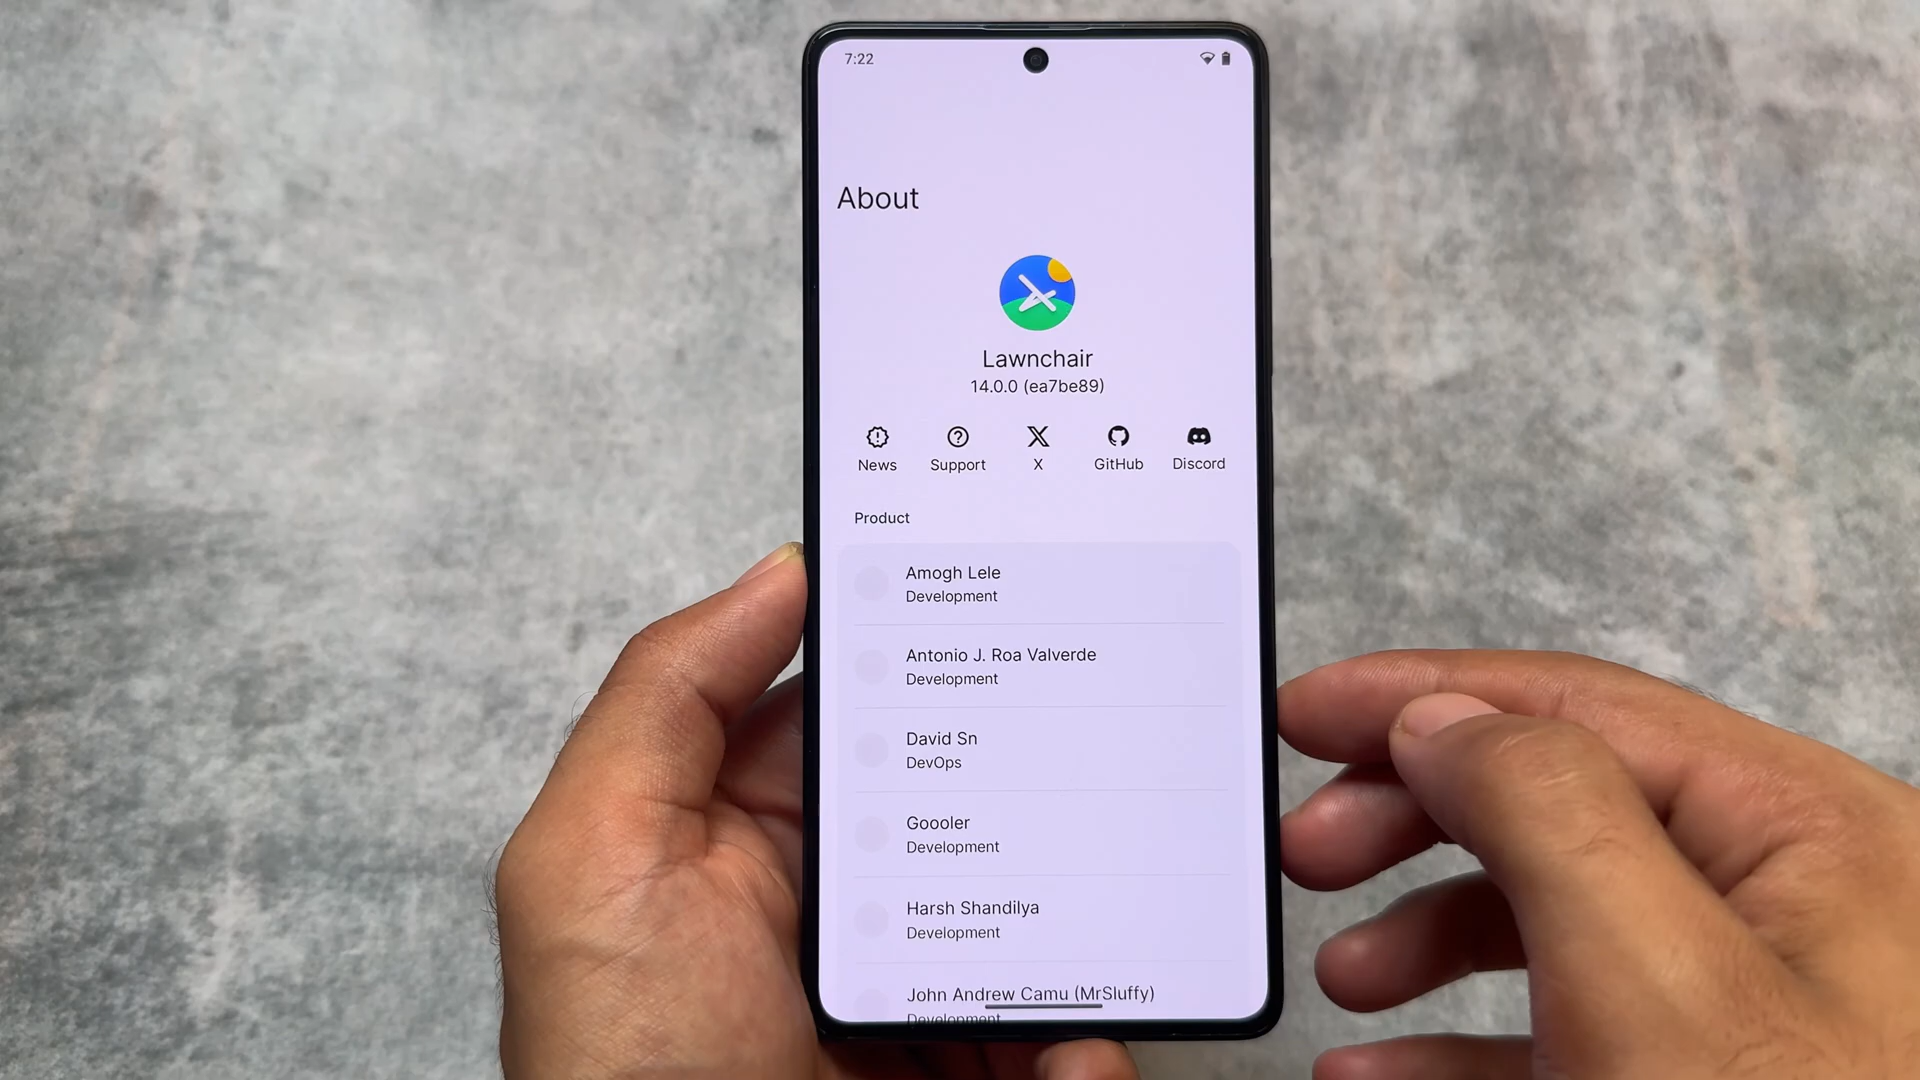 7:22
About
Lawnchair
14.0.0 (ea7be89)
News Support X GitHub Discord
Product
Amogh Lele
Development
Antonio J. Roa Valverde
Development
David Sn
DevOps
Goooler
Development
Harsh Shandilya
Development
John Andrew Camu (MrSluffy)
Development